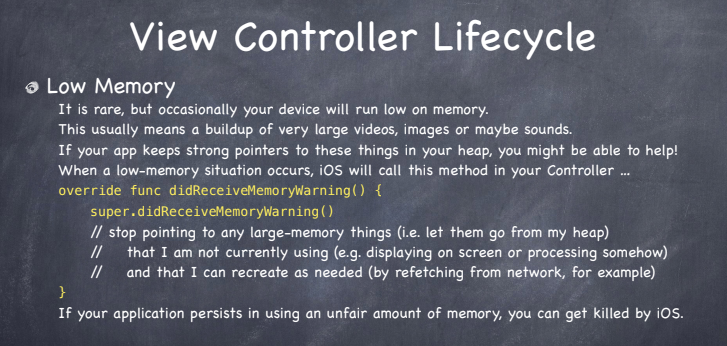 View Controller Lifecycle
Low Memory
It is rare, but occasionally your device will run low on memory.
This usually means a buildup of very large videos, images or maybe sounds.
If your app keeps strong pointers to these things in your heap, you might be able to help!
When a low-memory situation occurs, iOS will call this method in your Controller ...
override func didReceiveMemoryWarning() {
super.didReceiveMemoryWarning()
// stop pointing to any large-memory things (i.e. let them go from my heap)
// that I am not currently using (e.g. displaying on screen or processing somehow)
// and that I can recreate as needed (by refetching from network, for example)
}
If your application persists in using an unfair amount of memory, you can get killed by iOS.